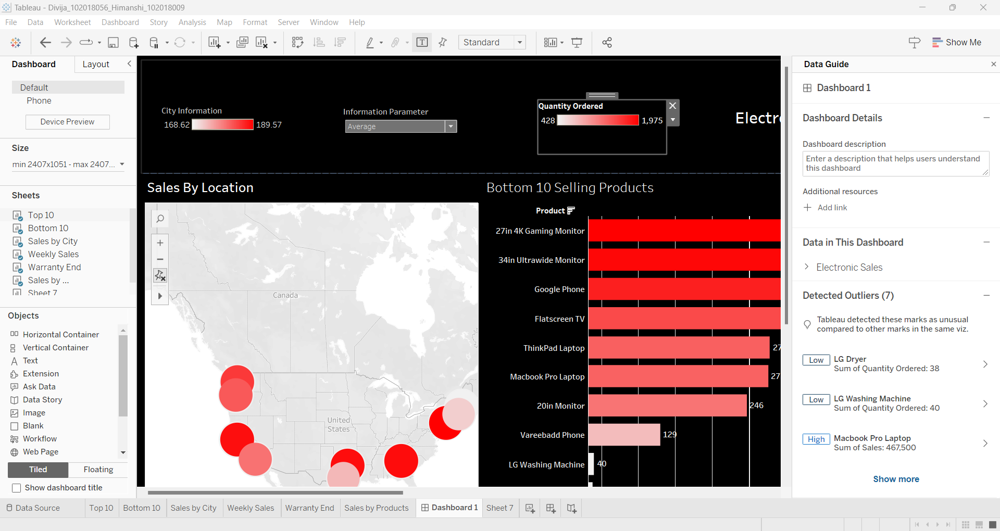 Tableau - Divija_102018056_Himanshi_102018009
File Data Worksheet Dashboard Story Analysis Map Format Server Window Help
Standard
Show Me
Dashboard Layout
Default
Phone
Device Preview
Size
min 2407x1051 - max 2407...
Sheets
Top 10
Bottom 10
Sales by City
Weekly Sales
Warranty End
Sales by ...
Sheet 7
Objects
Horizontal Container
Vertical Container
Text
Extension
Ask Data
Data Story
Image
Blank
Workflow
Web Page
Tiled Floating
Show dashboard title
City Information
168.62 189.57
Information Parameter
Average
Quantity Ordered
428 1,975
Electro
Sales By Location
Canada
United
States
Bottom 10 Selling Products
Product
27in 4K Gaming Monitor
34in Ultrawide Monitor
Google Phone
Flatscreen TV
ThinkPad Laptop 27
Macbook Pro Laptop 27
20in Monitor 246
Vareebadd Phone 129
LG Washing Machine 40
Data Guide
Dashboard 1
Dashboard Details
Dashboard description
Enter a description that helps users understand
this dashboard
Additional resources
Add link
Data in This Dashboard
Electronic Sales
Detected Outliers (7)
Tableau detected these marks as unusual
compared to other marks in the same viz.
Low LG Dryer
Sum of Quantity Ordered: 38
Low LG Washing Machine
Sum of Quantity Ordered: 40
High Macbook Pro Laptop
Sum of Sales: 467,500
Show more
Data Source Top 10 Bottom 10 Sales by City Weekly Sales Warranty End Sales by Products Dashboard 1 Sheet 7